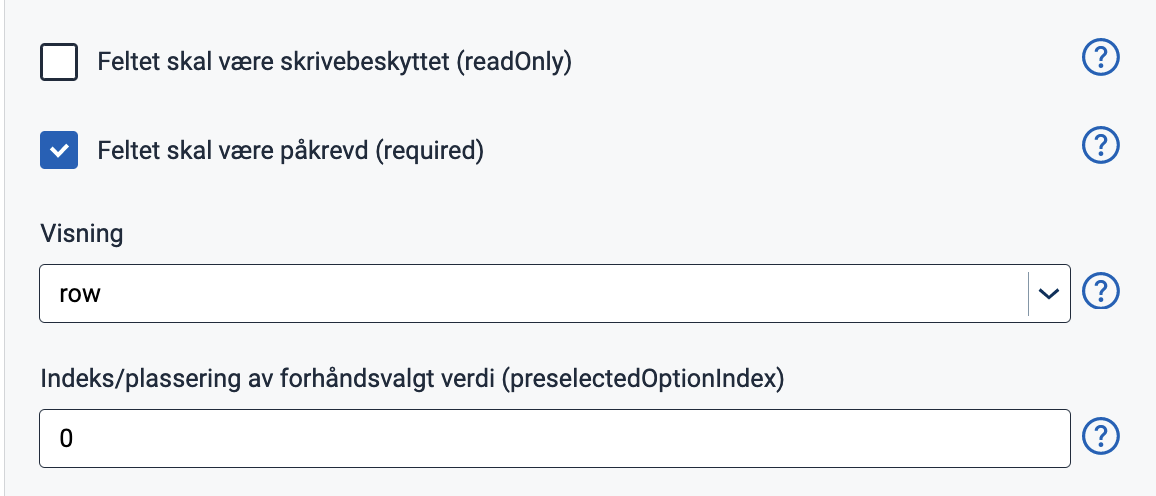 Feltet skal være skrivebeskyttet (readOnly)
?
Feltet skal være påkrevd (required)
?
Visning
row
?
Indeks/plassering av forhåndsvalgt verdi (preselectedOptionIndex)
0
?